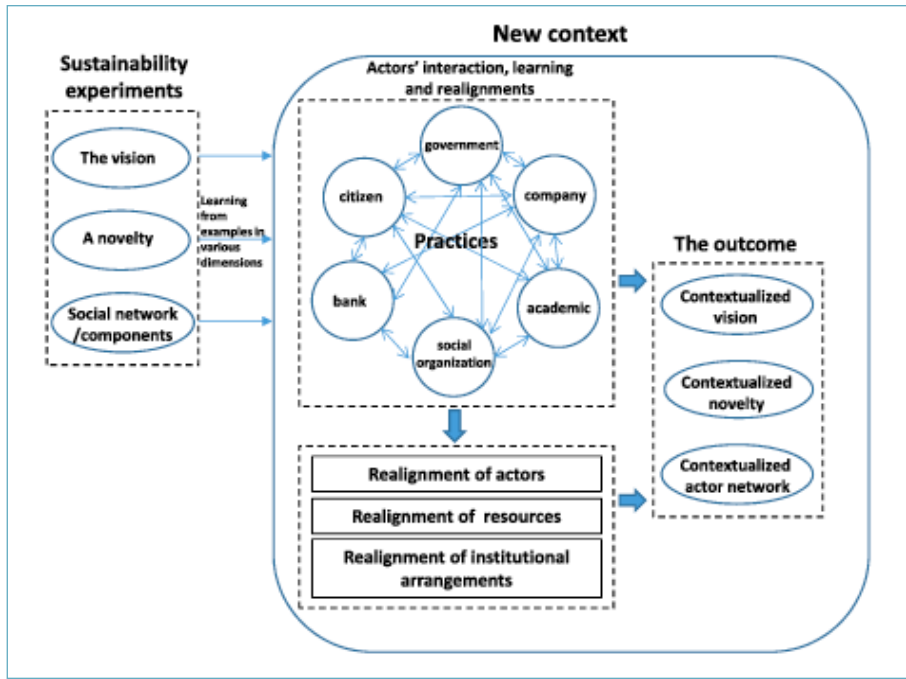 New context
Sustainability
experiments
The vision
A novelty
Social network
/components
Learning
from
examples in
various
dimensions
Actors' interaction, learning
and realignments
government
citizen
company
Practices
bank
academic
social
organization
Realignment of actors
Realignment of resources
Realignment of institutional
arrangements
The outcome
Contextualized
vision
Contextualized
novelty
Contextualized
actor network